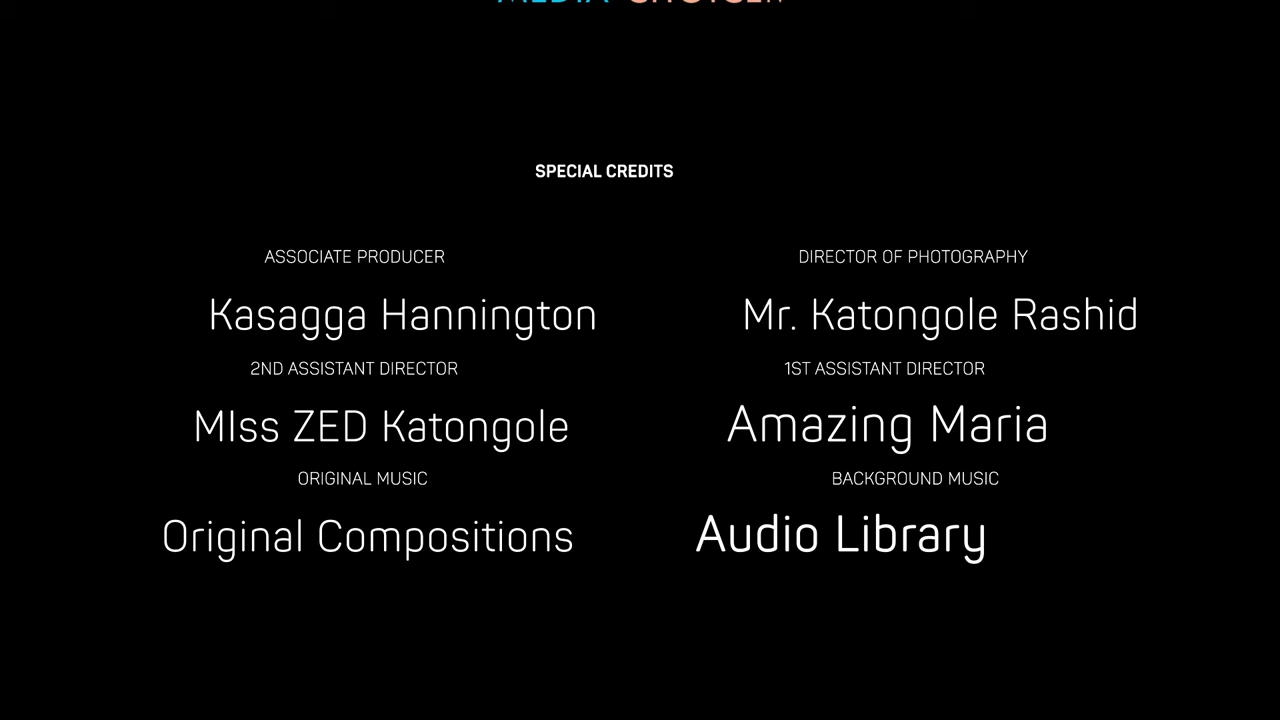 SPECIAL CREDITS
ASSOCIATE PRODUCER
Kasagga Hannington
DIRECTOR OF PHOTOGRAPHY
Mr. Katongole Rashid
2ND ASSISTANT DIRECTOR
MIss ZED Katongole
1ST ASSISTANT DIRECTOR
Amazing Maria
ORIGINAL MUSIC
Original Compositions
BACKGROUND MUSIC
Audio Library